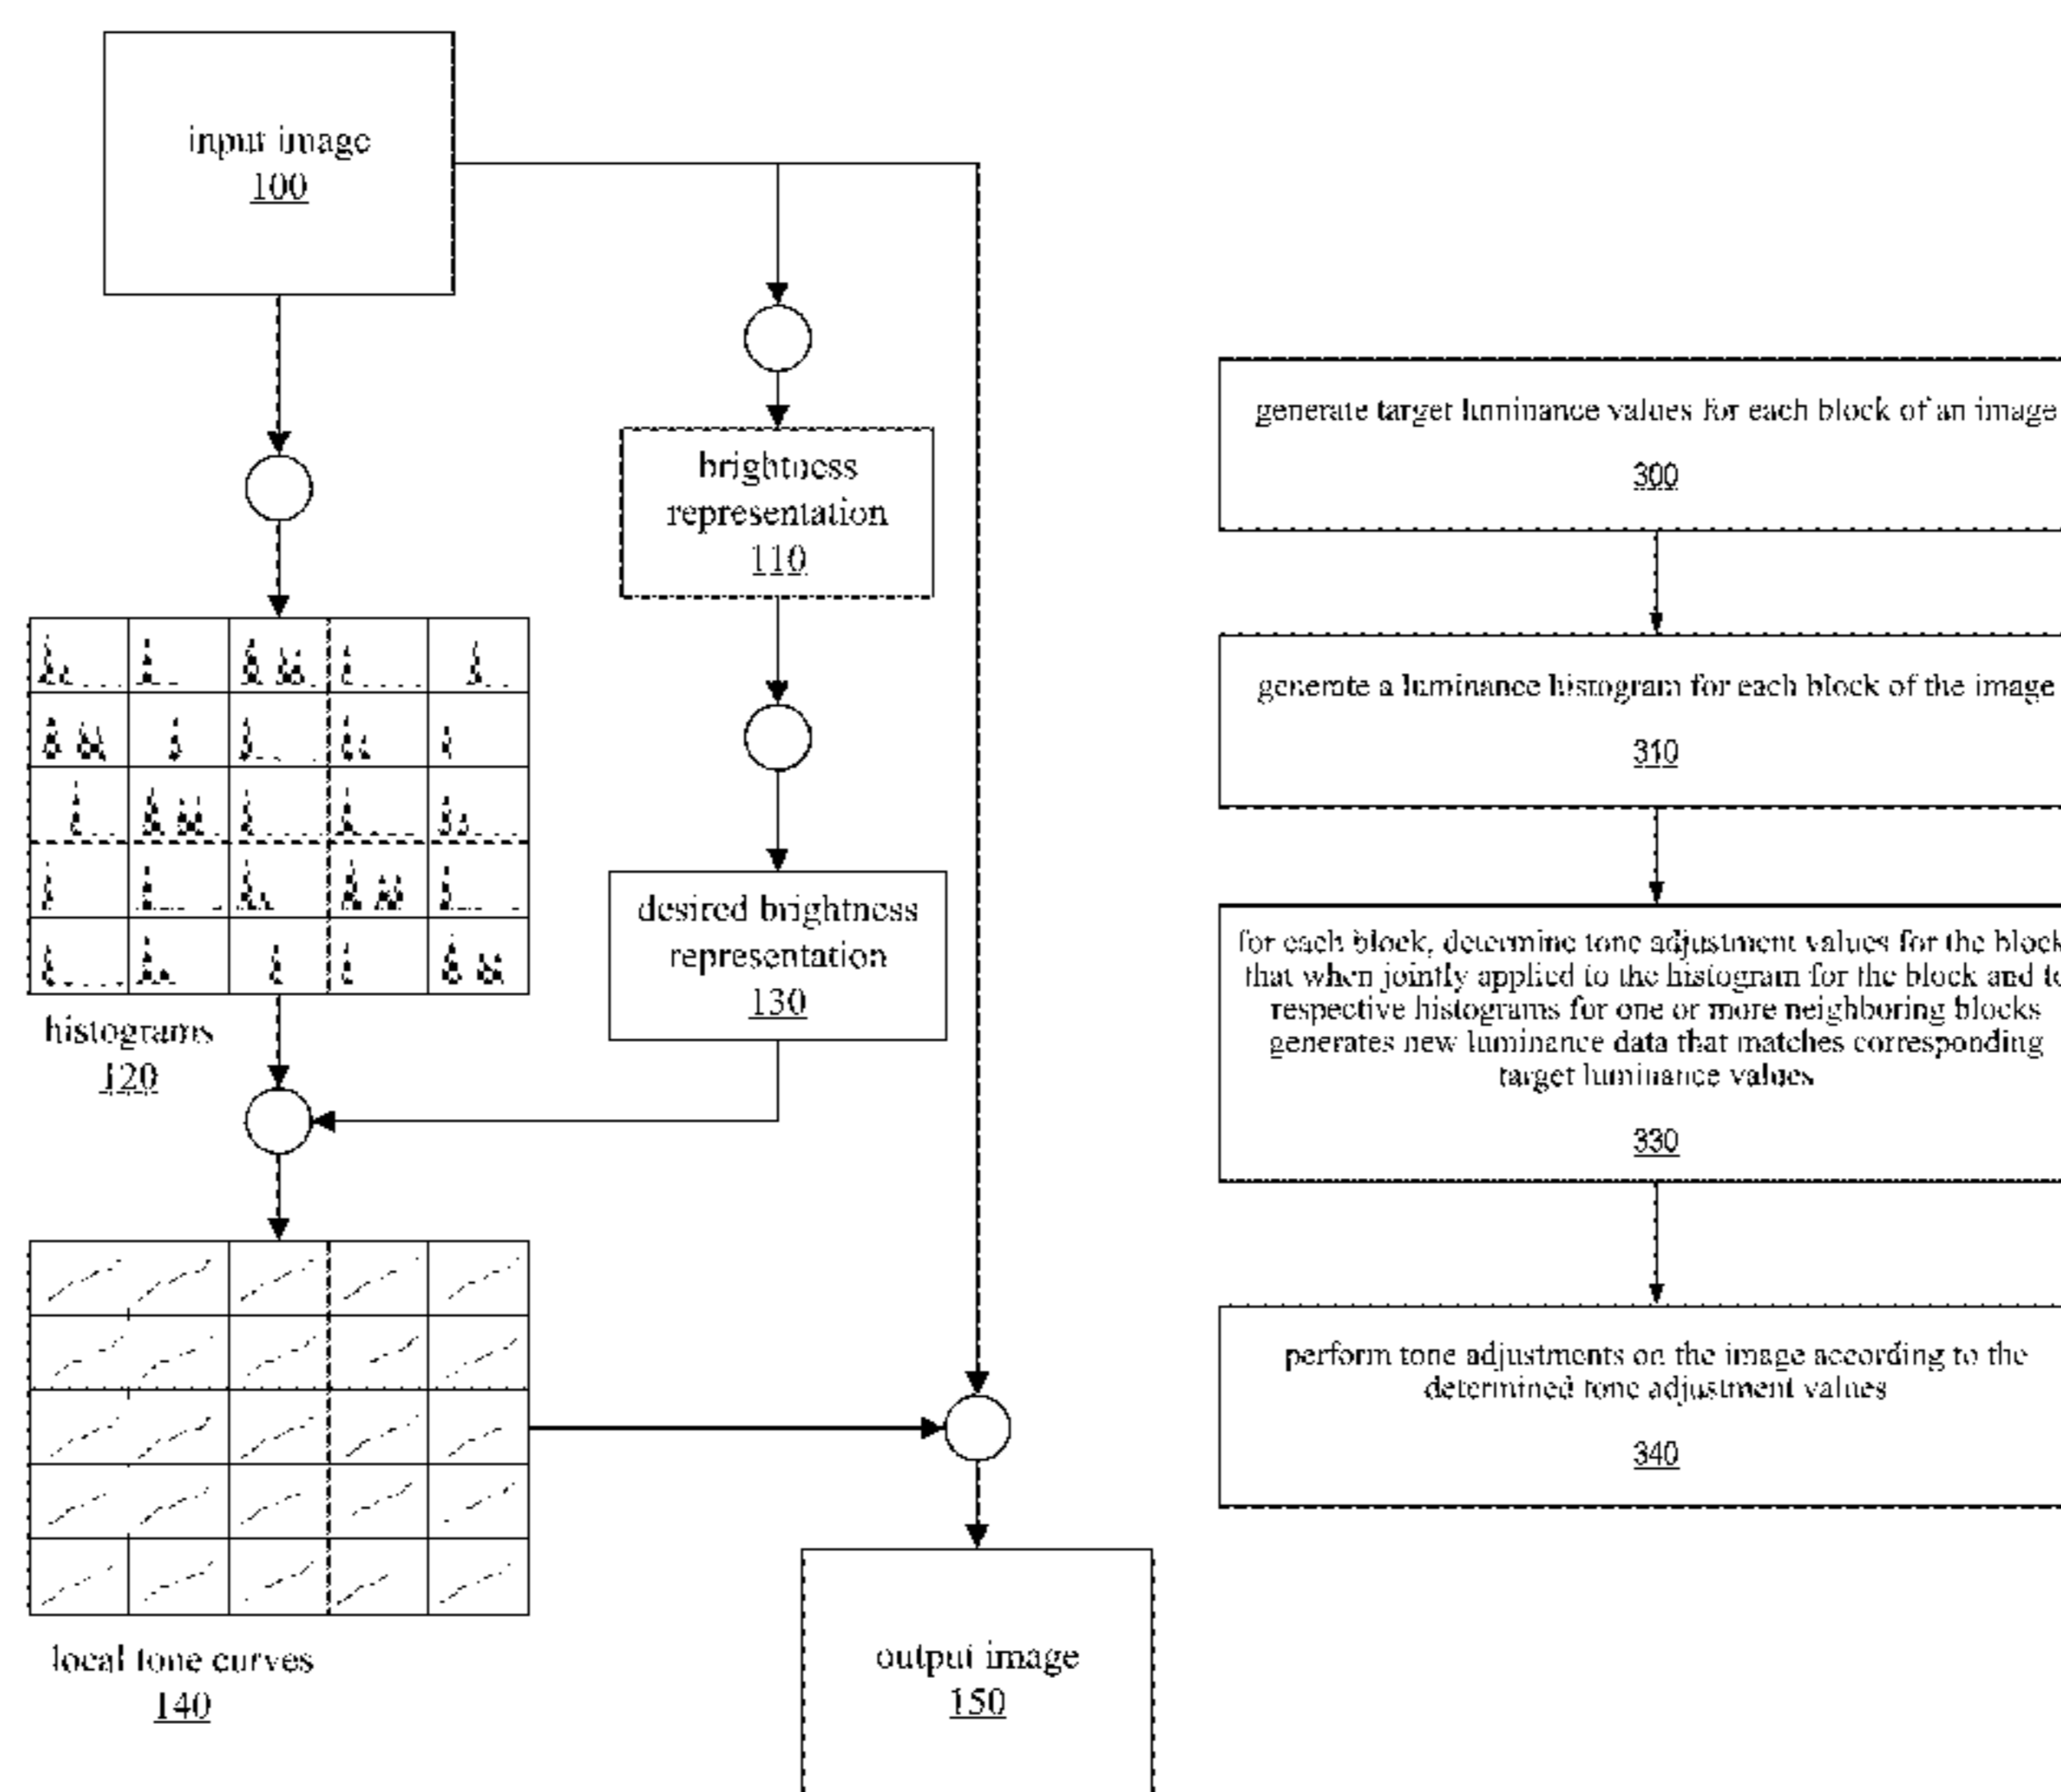 input image
100
brightness
representation
110
histograms
120
desired brightness
representation
130
local tone curves
140
output image
150
generate target luminance values for each block of an image
300
generate a luminance histogram for each block of the image
310
for each block, determine tone adjustment values for the block
that when jointly applied to the histogram for the block and to
respective histograms for one or more neighboring blocks
generates new luminance data that matches corresponding
target luminance values
330
perform tone adjustments on the image according to the
determined tone adjustment values
340